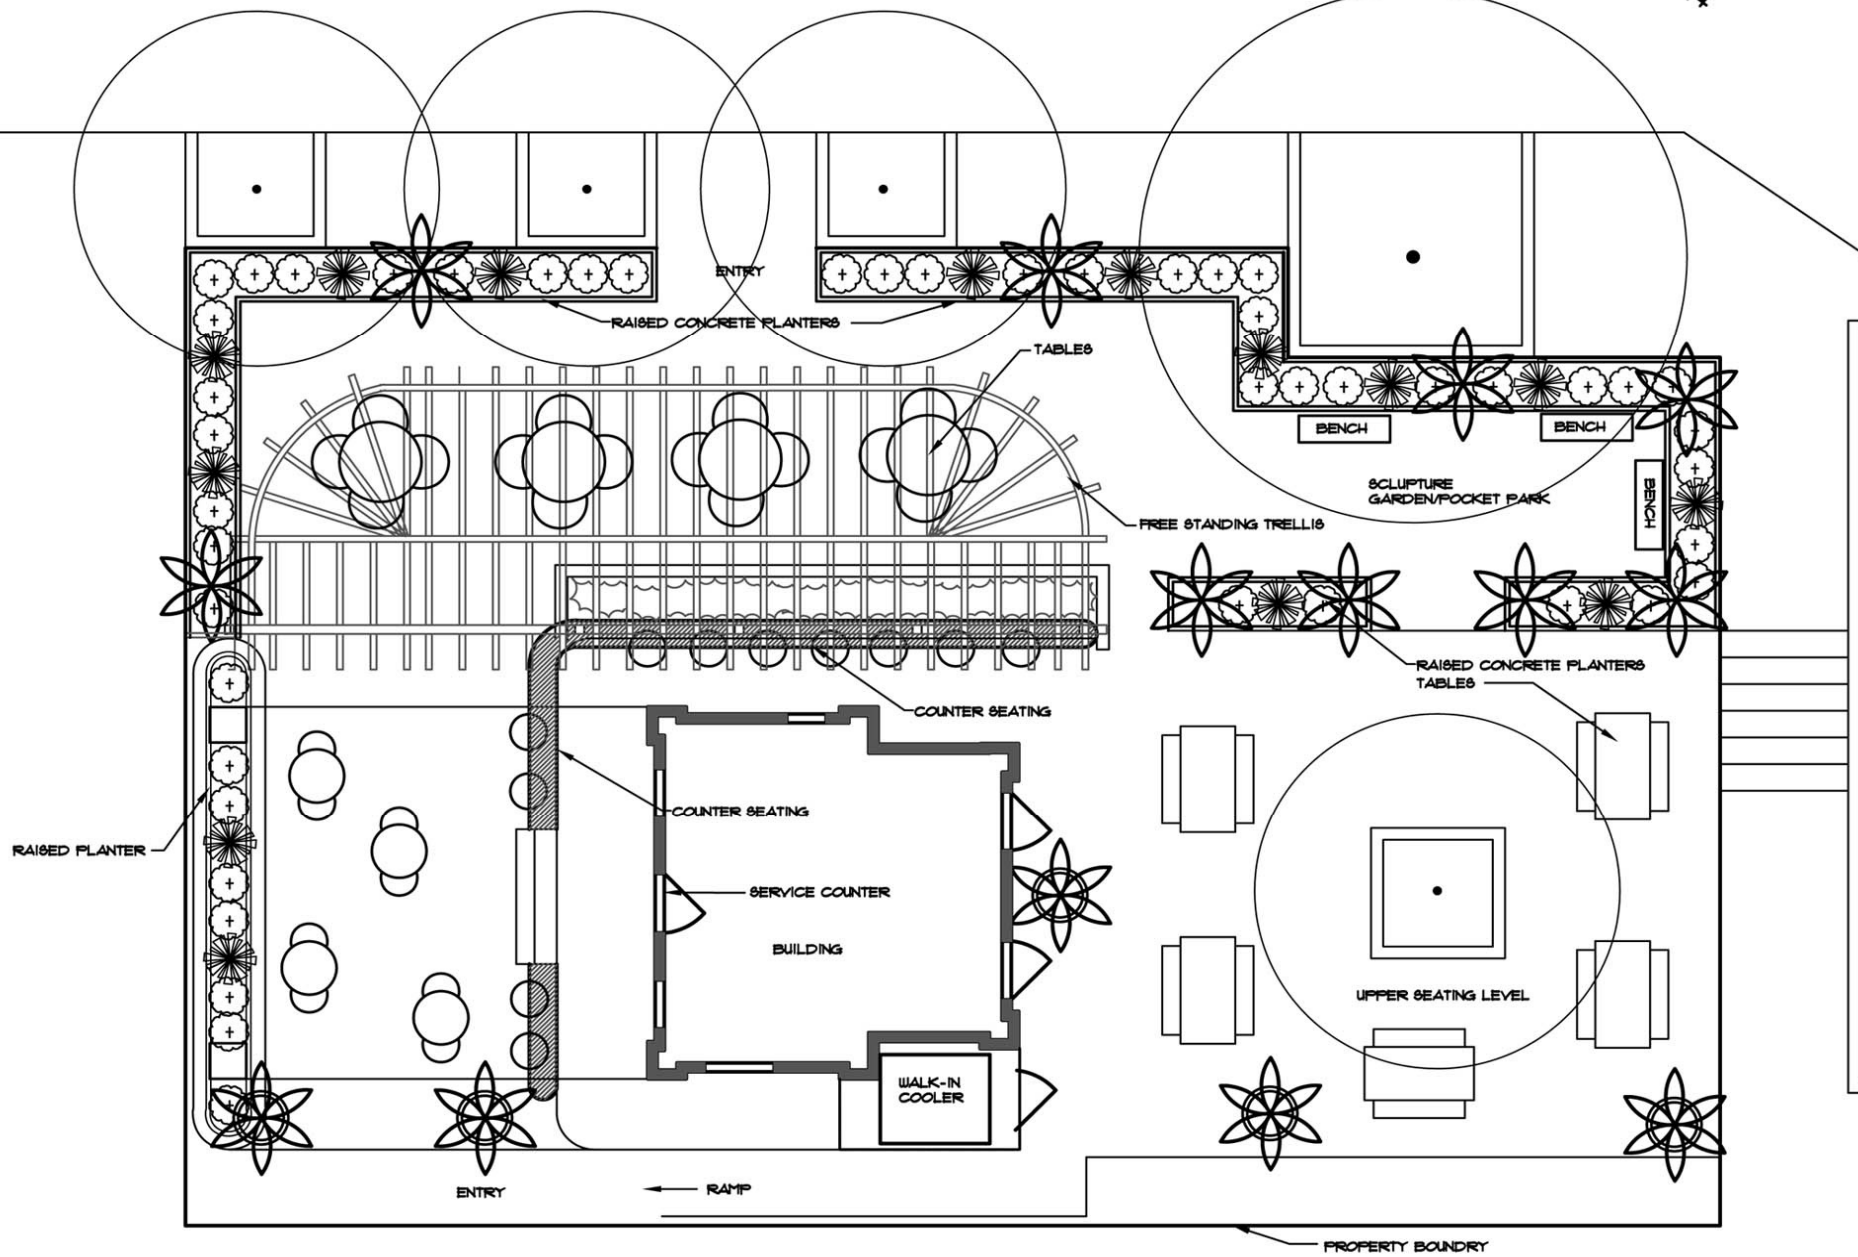 ENTRY
RAISED CONCRETE PLANTERS
TABLES
BENCH
BENCH
BENCH
SCLUPTURE
GARDEN/POCKET PARK
FREE STANDING TRELLIS
RAISED CONCRETE PLANTERS
TABLES
COUNTER SEATING
COUNTER SEATING
RAISED PLANTER
SERVICE COUNTER
BUILDING
UPPER SEATING LEVEL
WALK-IN
COOLER
ENTRY
RAMP
PROPERTY BOUNDRY